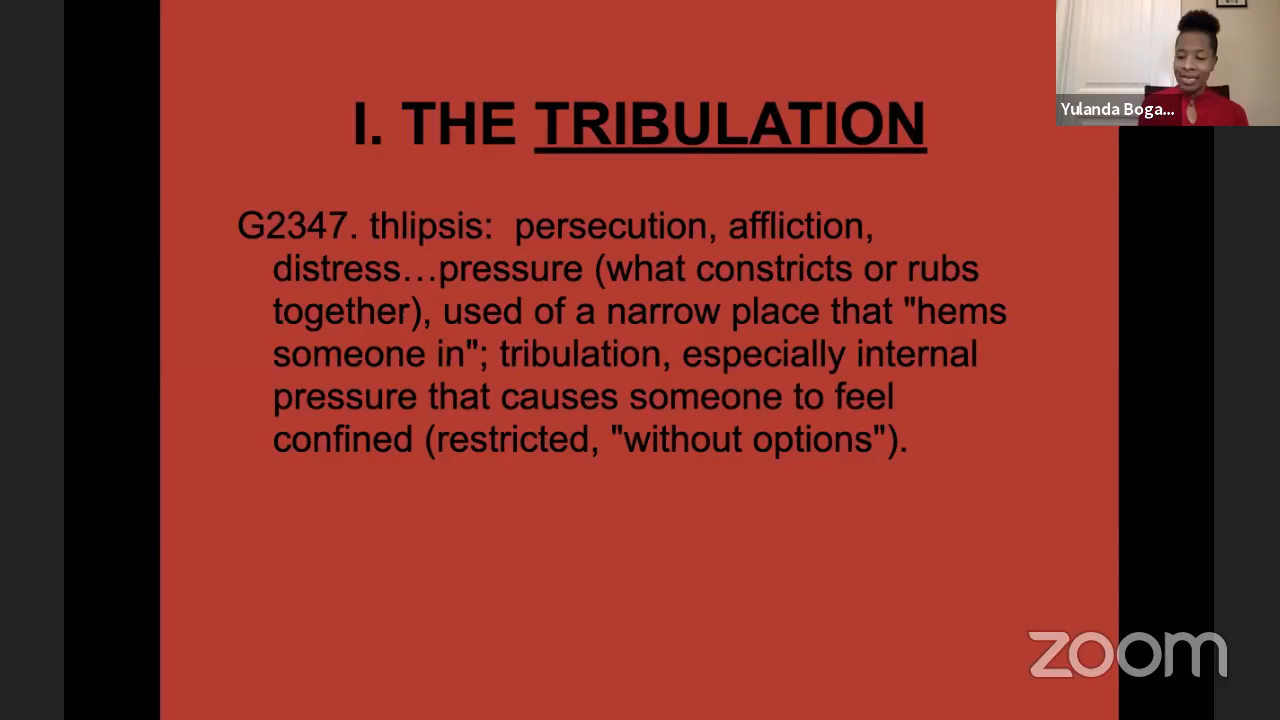 Yulanda Boga...
I. THE TRIBULATION
G2347. thlipsis:  persecution, affliction,
distress…pressure (what constricts or rubs
together), used of a narrow place that "hems
someone in"; tribulation, especially internal
pressure that causes someone to feel
confined (restricted, "without options").
zoom